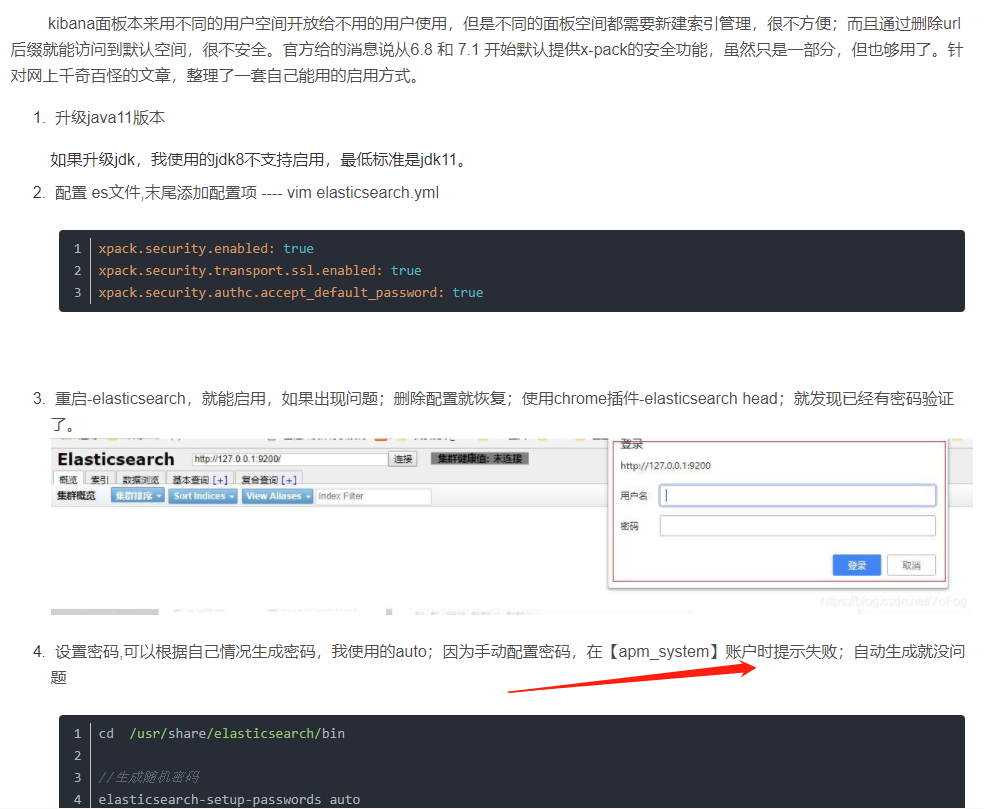 kibana面板本来用不同的用户空间开放给不用的用户使用，但是不同的面板空间都需要新建索引管理，很不方便；而且通过删除url
后缀就能访问到默认空间，很不安全。官方给的消息说从6.8 和 7.1 开始默认提供x-pack的安全功能，虽然只是一部分，但也够用了。针
对网上千奇百怪的文章，整理了一套自己能用的启用方式。
1. 升级java11版本
如果升级jdk，我使用的jdk8不支持启用，最低标准是jdk11。
2. 配置 es文件,末尾添加配置项 ---- vim elasticsearch.yml
1 xpack.security.enabled: true
2 xpack.security.transport.ssl.enabled: true
3 xpack.security.authc.accept_default_password: true
3. 重启-elasticsearch，就能启用，如果出现问题；删除配置就恢复；使用chrome插件-elasticsearch head；就发现已经有密码验证
了。
Elasticsearch http://127.0.0.1:9200/ 连接 集群健康值: 未连接
概览 索引 数据浏览 基本查询 [+] 复合查询 [+]
集群概览 集群排序 Sort Indices View Aliases Index Filter
登录
http://127.0.0.1:9200
用户名
密码
登录 取消
https://blog.csdn.net/YoFog
4. 设置密码,可以根据自己情况生成密码，我使用的auto；因为手动配置密码，在【apm_system】账户时提示失败；自动生成就没问
题
1 cd /usr/share/elasticsearch/bin
2
3 //生成随机密码
4 elasticsearch-setup-passwords auto